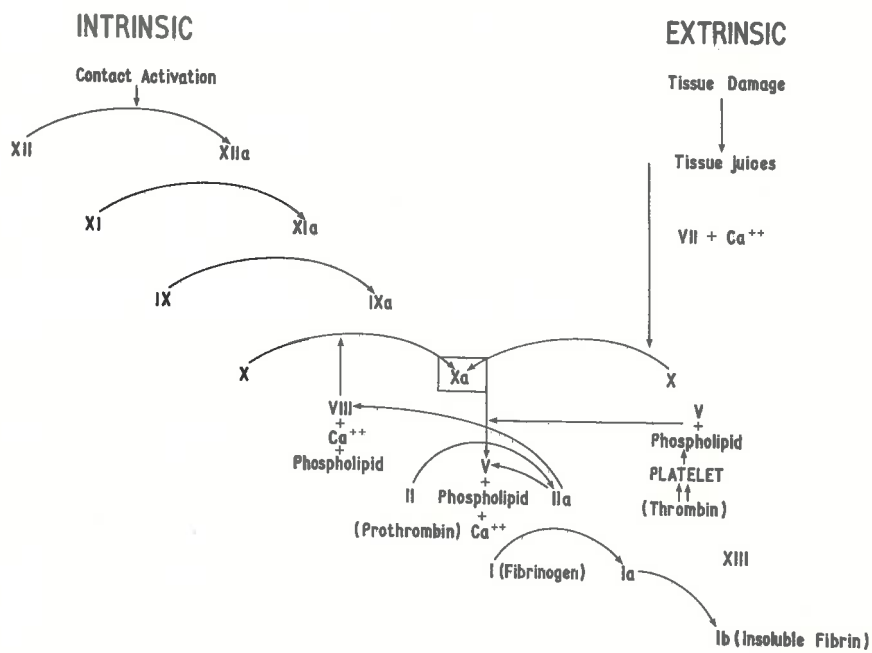 INTRINSIC
EXTRINSIC
Contact Activation
Tissue Damage
XII
XIIa
Tissue juices
XI
XIa
VII + Ca++
IX
IXa
X
Xa
X
VIII
+
Ca++
+
Phospholipid
V
+
Phospholipid
PLATELET
(Thrombin)
II
V
+
Phospholipid
+
IIa
(Prothrombin) Ca++
I (Fibrinogen)
Ia
XIII
Ib (insoluble Fibrin)